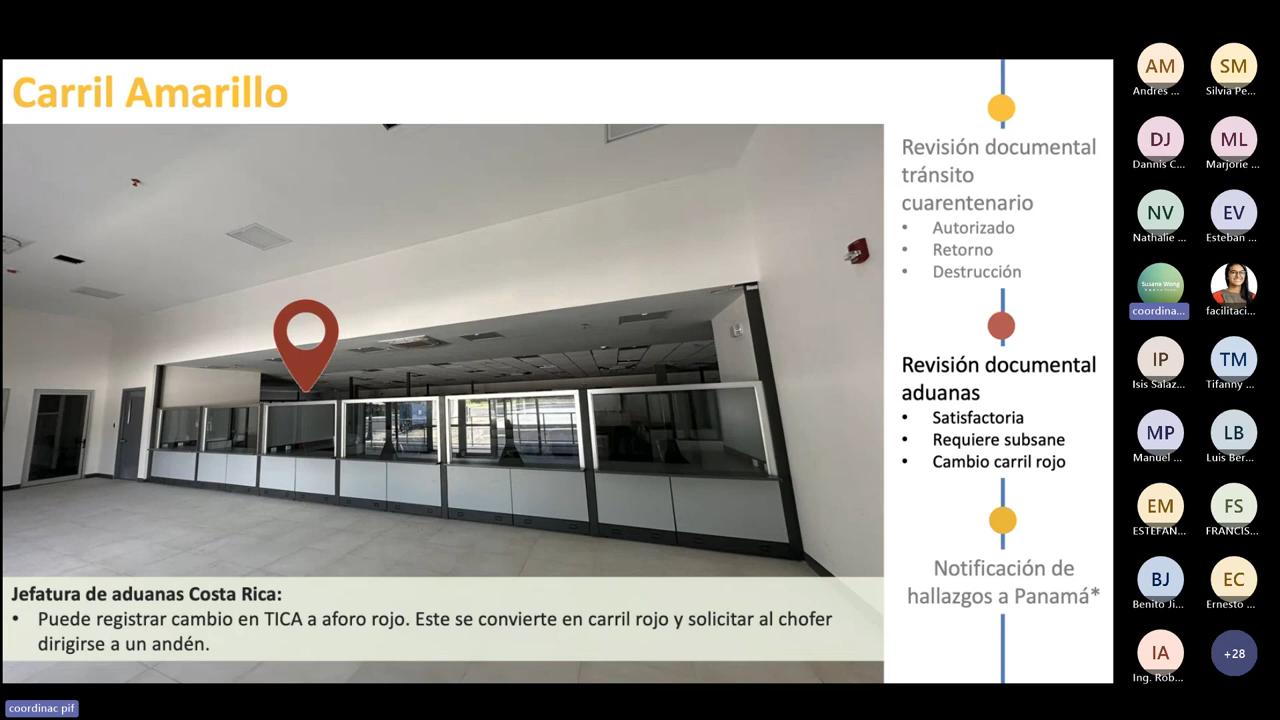 Carril Amarillo
Revisión documental
tránsito
cuarentenario
• Autorizado
• Retorno
• Destrucción
Revisión documental
aduanas
• Satisfactoria
• Requiere subsane
• Cambio carril rojo
Notificación de
hallazgos a Panamá*
Jefatura de aduanas Costa Rica:
• Puede registrar cambio en TICA a aforo rojo. Este se convierte en carril rojo y solicitar al chofer
dirigirse a un andén.
AM
Andres ...
SM
Silvia Pe...
DJ
Dannis C...
ML
Marjorie ...
NV
Nathalie ...
EV
Esteban ...
Susana Wong
coordina...
facilitaci...
IP
Isis Salaz...
TM
Tifanny ...
MP
Manuel ...
LB
Luis Ber...
EM
ESTEFAN...
FS
FRANCIS...
BJ
Benito Ji...
EC
Ernesto ...
IA
Ing. Rob...
+28
coordinac pif